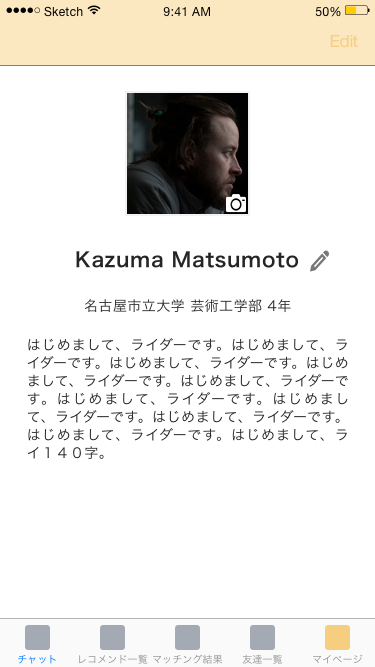 Sketch 9:41 AM 50%
Edit
Kazuma Matsumoto
名古屋市立大学 芸術工学部 4年
はじめまして、ライダーです。はじめまして、ラ
イダーです。はじめまして、ライダーです。はじめ
まして、ライダーです。はじめまして、ライダーで
す。はじめまして、ライダーです。はじめまし
て、ライダーです。はじめまして、ライダーです。
はじめまして、ライダーです。はじめまして、ラ
イ１４０字。
チャット レコメンド一覧 マッチング結果 友達一覧 マイページ